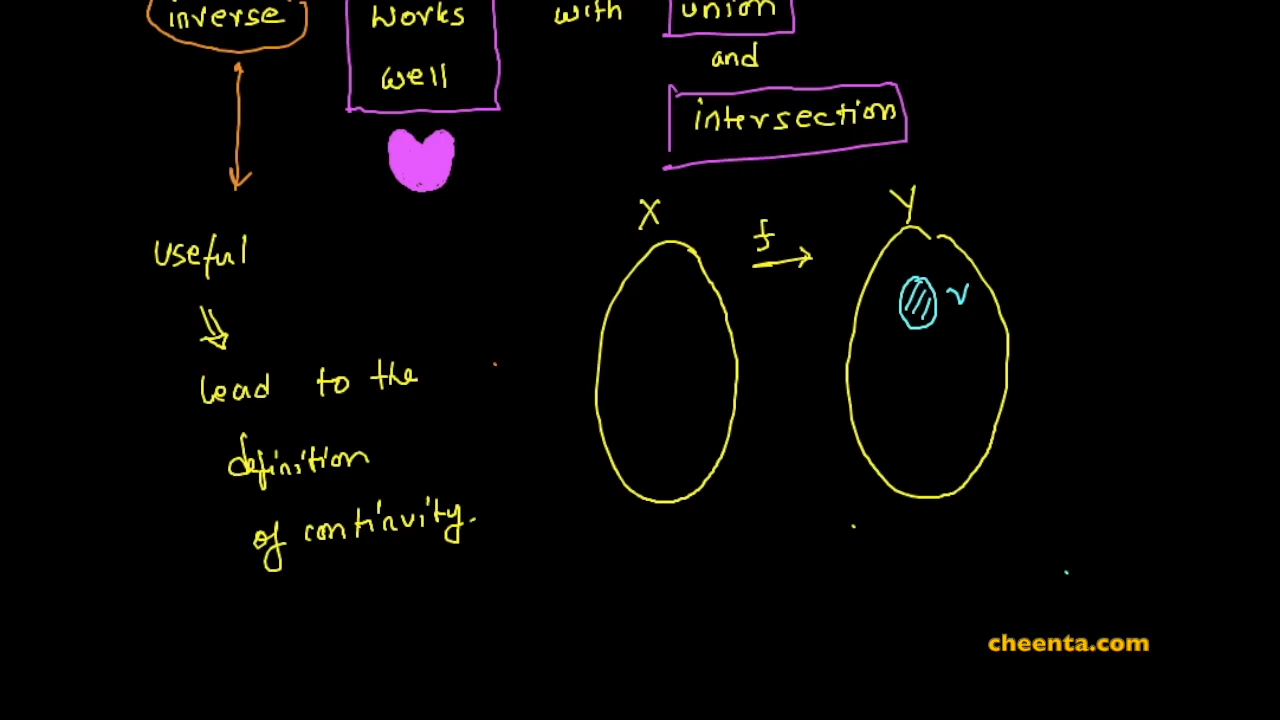 inverse works with union
well and
intersection
X f Y
useful
v
lead to the
definition
of continuity.
cheenta.com